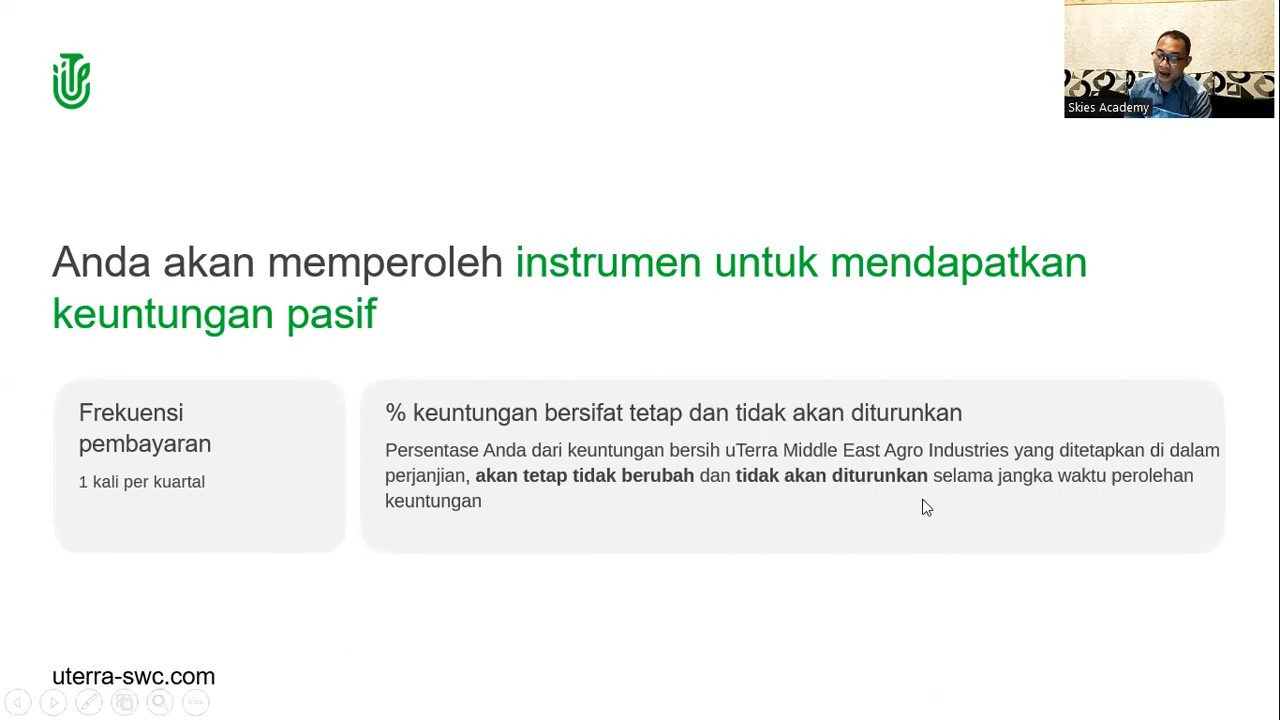 Skies Academy
Anda akan memperoleh instrumen untuk mendapatkan
keuntungan pasif
Frekuensi
pembayaran
1 kali per kuartal
% keuntungan bersifat tetap dan tidak akan diturunkan
Persentase Anda dari keuntungan bersih uTerra Middle East Agro Industries yang ditetapkan di dalam
perjanjian, akan tetap tidak berubah dan tidak akan diturunkan selama jangka waktu perolehan
keuntungan
uterra-swc.com